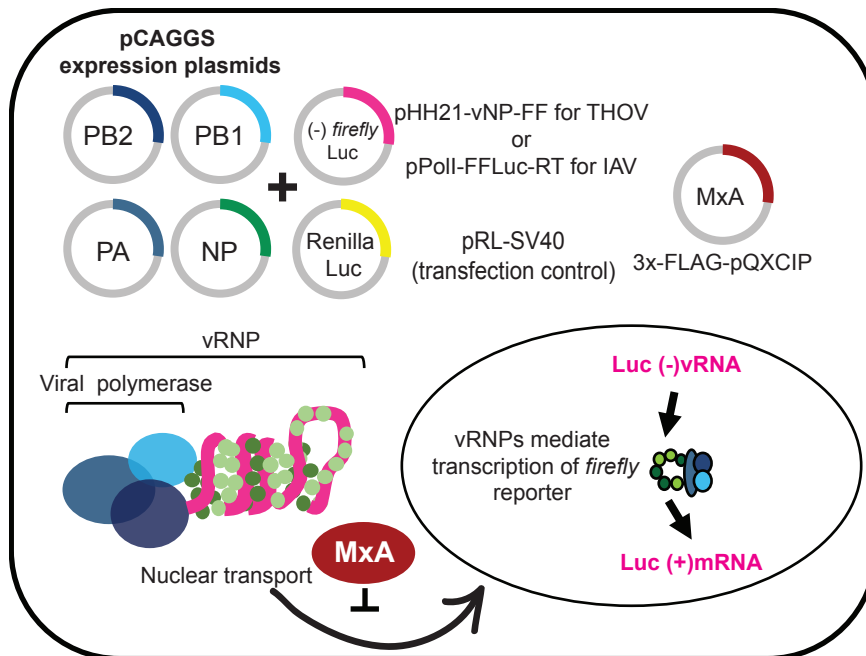 pCAGGS
expression plasmids
PB2
PB1
(-) firefly
Luc
pHH21-vNP-FF for THOV
or
pPolI-FFLuc-RT for IAV
+
MxA
3x-FLAG-pQXCIP
PA
NP
Renilla
Luc
pRL-SV40
(transfection control)
vRNP
Viral polymerase
MxA
Nuclear transport
Luc (-)vRNA
vRNPs mediate
transcription of firefly
reporter
Luc (+)mRNA